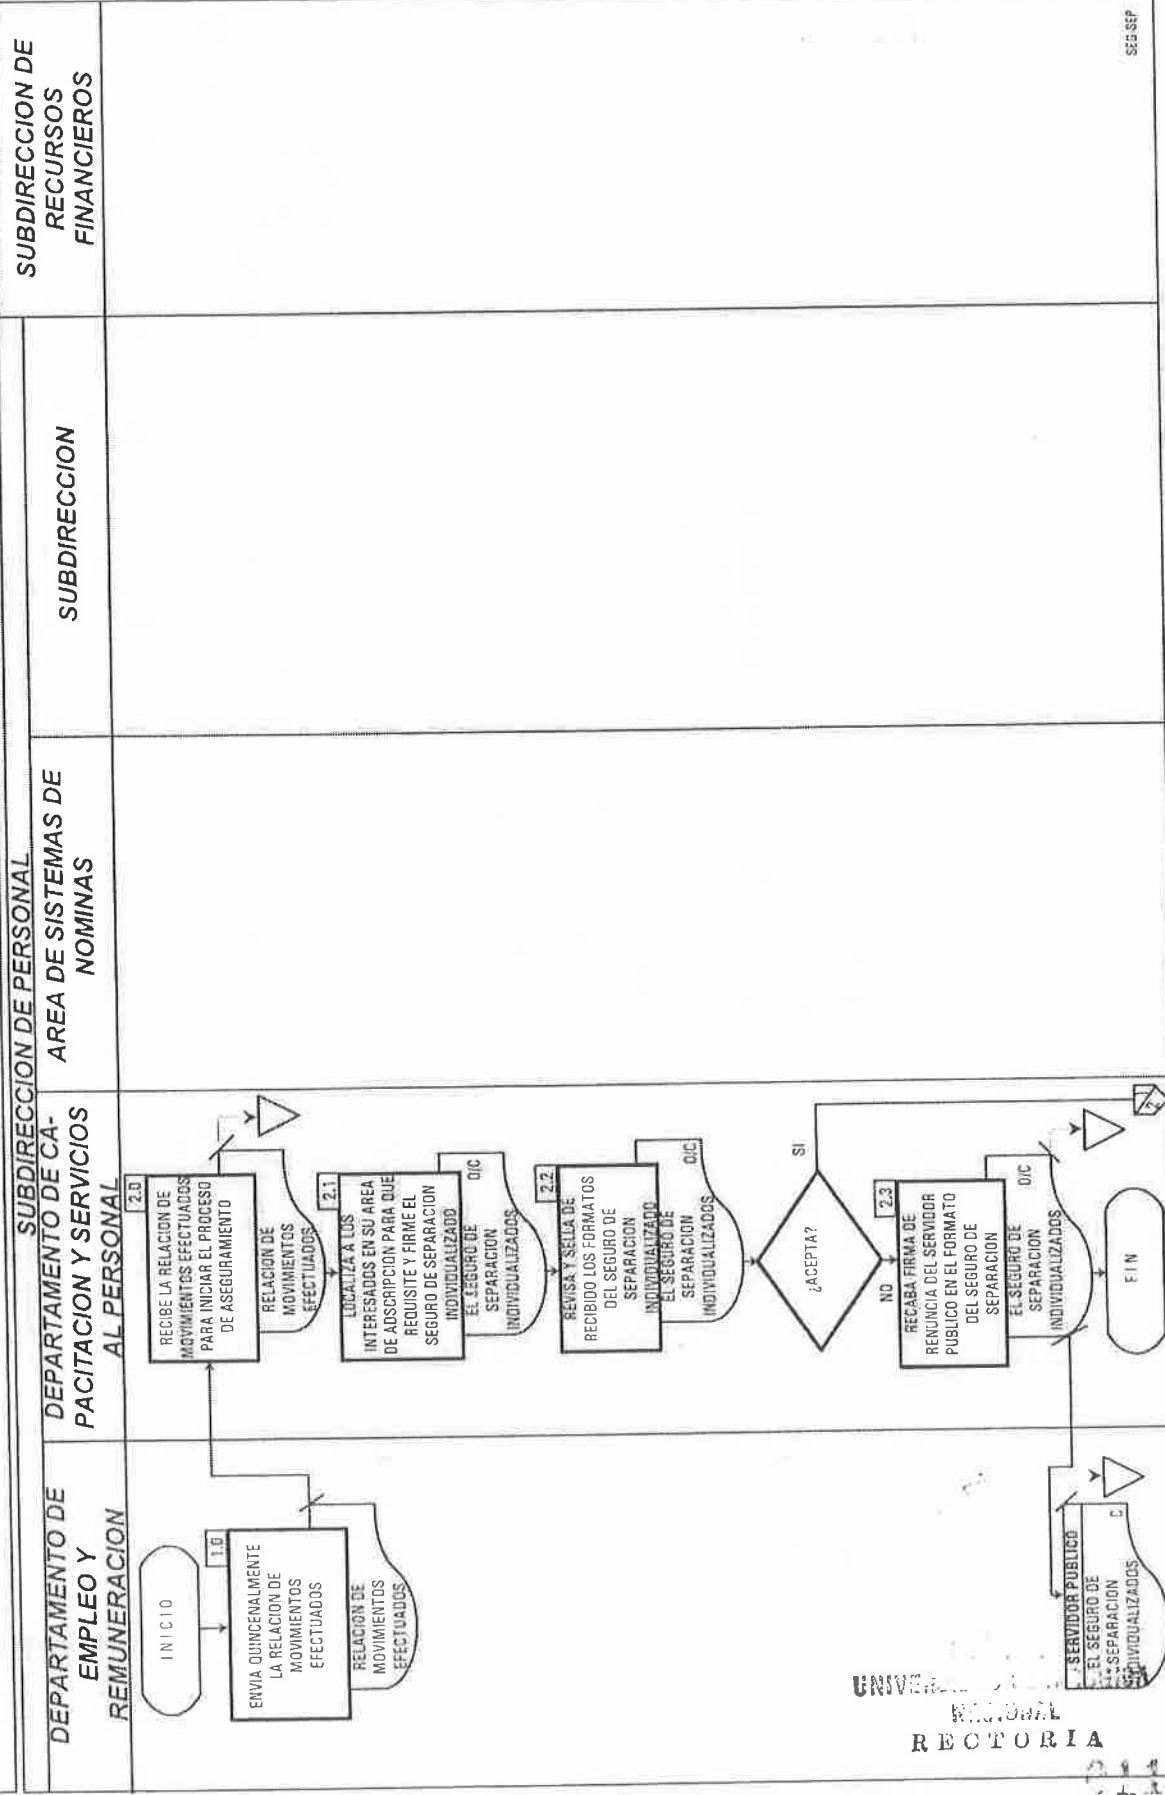 SUBDIRECCION DE PERSONAL
SUBDIRECCION DE
RECURSOS
FINANCIEROS
DEPARTAMENTO DE
EMPLEO Y
REMUNERACION
DEPARTAMENTO DE CA-
PACITACION Y SERVICIOS
AL PERSONAL
AREA DE SISTEMAS DE
NOMINAS
SUBDIRECCION
INICIO
1.0
ENVIA QUINCENALMENTE
LA RELACION DE
MOVIMIENTOS
EFECTUADOS
RELACION DE
MOVIMIENTOS
EFECTUADOS
2.0
RECIBE LA RELACION DE
MOVIMIENTOS EFECTUADOS
PARA INICIAR EL PROCESO
DE ASEGURAMIENTO
RELACION DE
MOVIMIENTOS
EFECTUADOS
2.1
LOCALIZA A LOS
INTERESADOS EN SU AREA
DE ADSCRIPCION PARA QUE
REQUISITE Y FIRME EL
SEGURO DE SEPARACION
INDIVIDUALIZADO
O/C
EL SEGURO DE
SEPARACION
INDIVIDUALIZADOS
2.2
REVISA Y SELLA DE
RECIBIDO LOS FORMATOS
DEL SEGURO DE
SEPARACION
INDIVIDUALIZADO
O/C
EL SEGURO DE
SEPARACION
INDIVIDUALIZADOS
¿ACEPTA?
SI
NO
2.3
RECABA FIRMA DE
RENUNCIA DEL SERVIDOR
PUBLICO EN EL FORMATO
DEL SEGURO DE
SEPARACION
O/C
EL SEGURO DE
SEPARACION
INDIVIDUALIZADOS
FIN
SERVIDOR PUBLICO
C
EL SEGURO DE
SEPARACION
INDIVIDUALIZADOS
SEG-SEP
RECTORIA